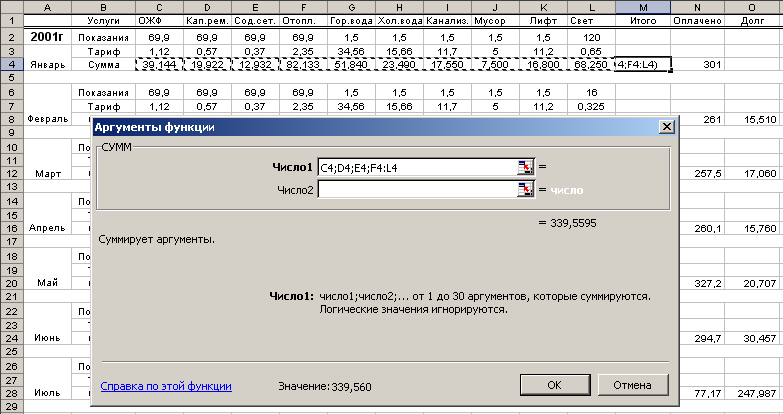 A B C D E F G H I J K L M N O
1 Услуги ОЖФ Кап.рем. Сод.сет. Отопл. Гор.вода Хол.вода Канализ. Мусор Лифт Свет Итого Оплачено Долг
2 2001г Показания 69,9 69,9 69,9 69,9 1,5 1,5 1,5 1,5 1,5 120
3 Тариф 1,12 0,57 0,37 2,35 34,56 15,66 11,7 5 11,2 0,65
4 Январь Сумма 39,144 19,922 12,932 82,133 51,840 23,490 17,550 7,500 16,800 68,250 4;F4:L4) 301
5
6 Показания 69,9 69,9 69,9 69,9 1,5 1,5 1,5 1,5 1,5 16
7 Тариф 1,12 0,57 0,37 2,35 34,56 15,66 11,7 5 11,2 0,325
8 Февраль 261 15,510
9
10 По
11 Т
12 Март 257,5 17,060
13
14 По
15 Т
16 Апрель 260,1 15,760
17
18 По
19 Т
20 Май 327,2 20,707
21
22 По
23 Т
24 Июнь 294,7 30,457
25
26 По
27 Т
28 Июль 77,17 247,987
29
Аргументы функции
СУММ
Число1 C4;D4;E4;F4:L4 =
Число2 = число
= 339,5595
Суммирует аргументы.
Число1: число1;число2;... от 1 до 30 аргументов, которые суммируются.
Логические значения игнорируются.
Справка по этой функции Значение:339,560 ОК Отмена